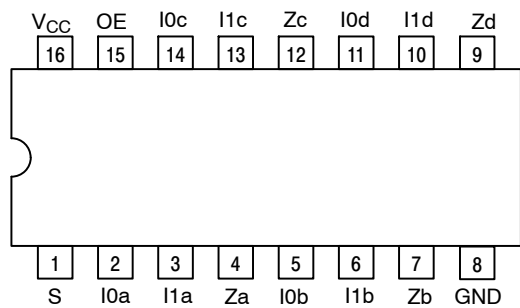 VCC OE I0c I1c Zc I0d I1d Zd
16 15 14 13 12 11 10 9
1 2 3 4 5 6 7 8
S I0a I1a Za I0b I1b Zb GND